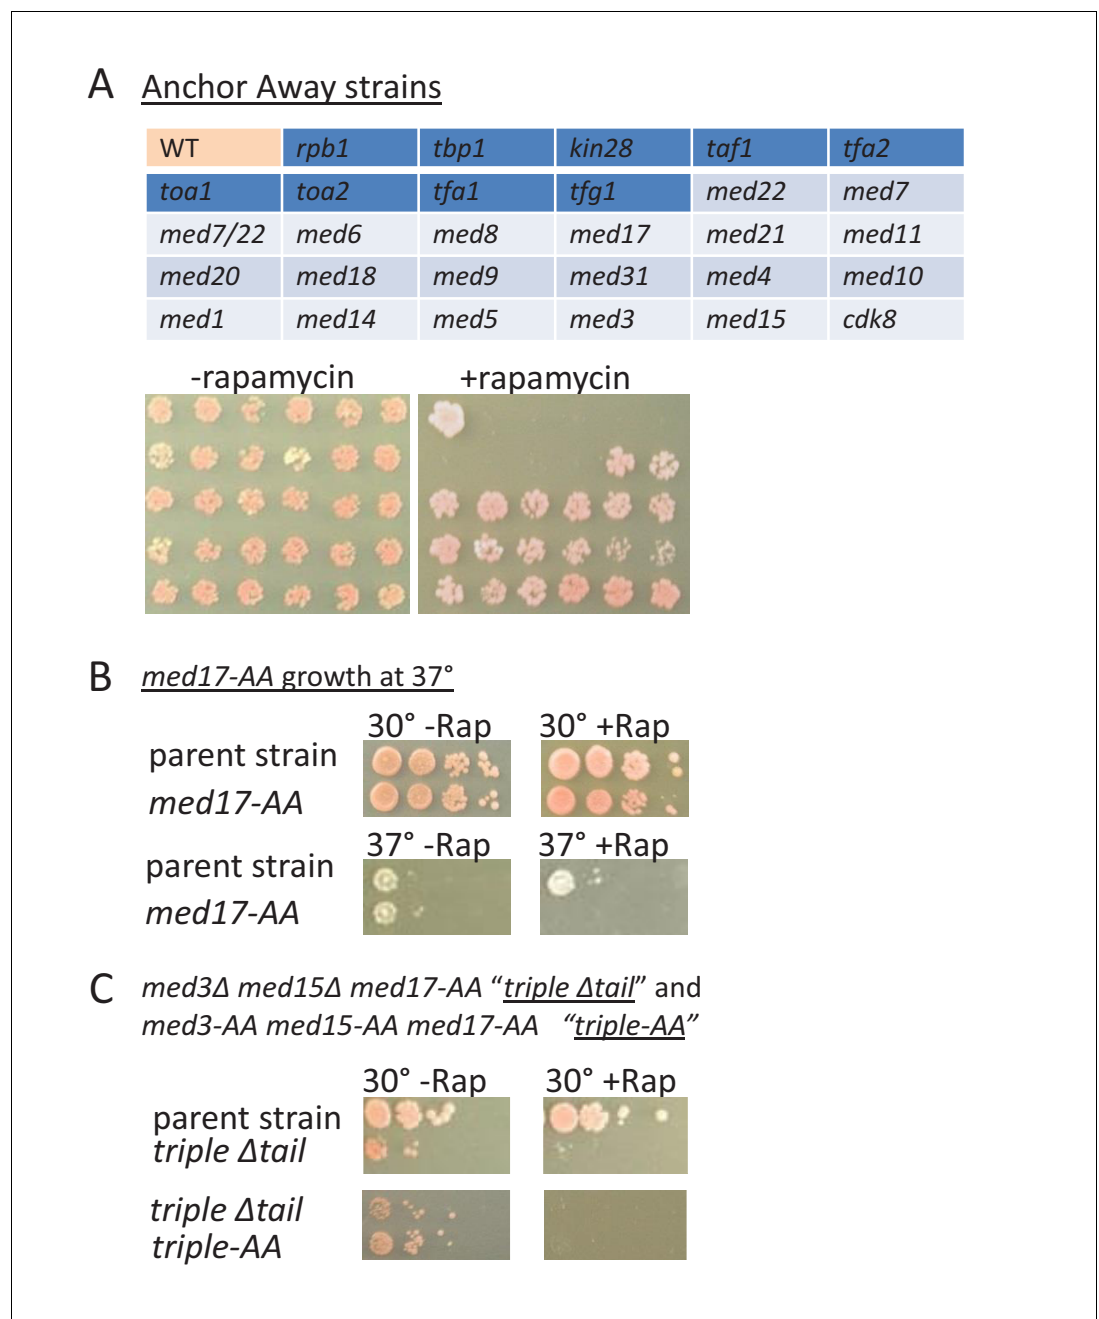 A Anchor Away strains
WT rpb1 tbp1 kin28 taf1 tfa2
toa1 toa2 tfa1 tfg1 med22 med7
med7/22 med6 med8 med17 med21 med11
med20 med18 med9 med31 med4 med10
med1 med14 med5 med3 med15 cdk8
-rapamycin +rapamycin
B med17-AA growth at 37°
30° -Rap 30° +Rap
parent strain
med17-AA
37° -Rap 37° +Rap
parent strain
med17-AA
C med3Δ med15Δ med17-AA “triple Δtail” and
med3-AA med15-AA med17-AA “triple-AA”
30° -Rap 30° +Rap
parent strain
triple Δtail
triple Δtail
triple-AA